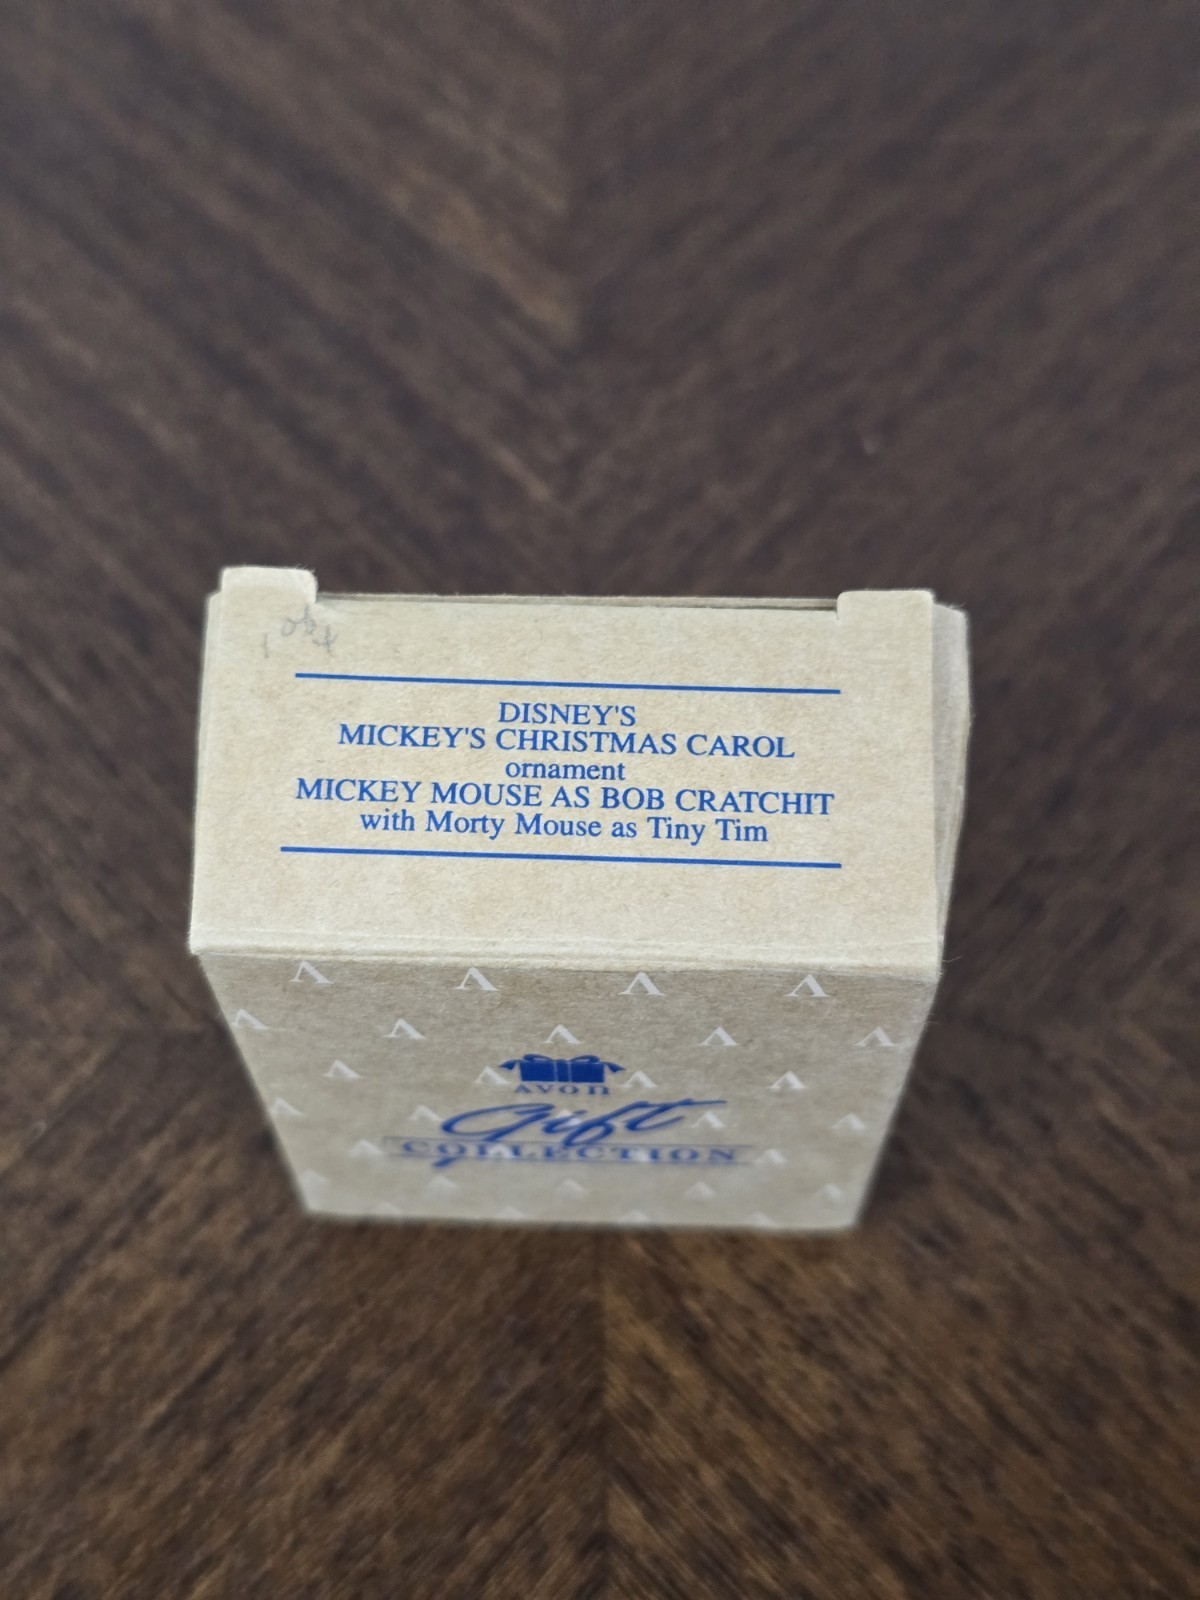 DISNEY'S
MICKEY'S CHRISTMAS CAROL
ornament
MICKEY MOUSE AS BOB CRATCHIT
with Morty Mouse as Tiny Tim
AVON
Gift
COLLECTION